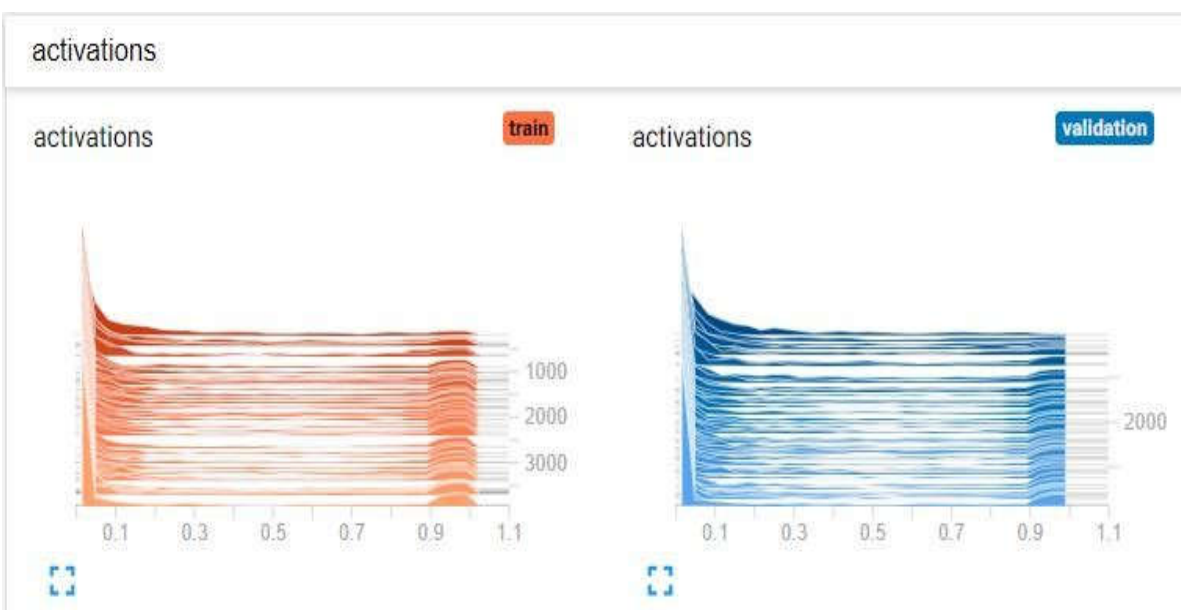 activations
activations train activations validation
1000
2000 2000
3000
0.1 0.3 0.5 0.7 0.9 1.1 0.1 0.3 0.5 0.7 0.9 1.1